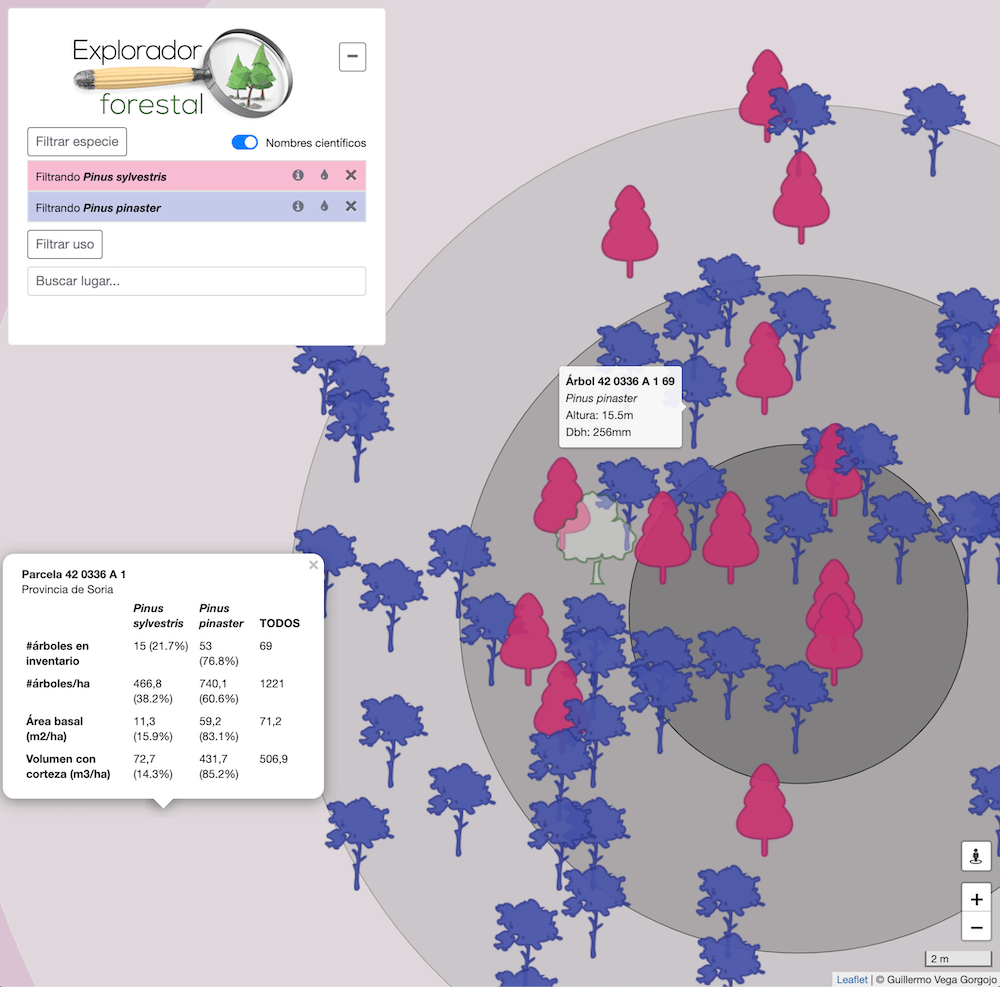 Explorador
forestal
Filtrar especie
Nombres científicos
Filtrando Pinus sylvestris
Filtrando Pinus pinaster
Filtrar uso
Buscar lugar...
Árbol 42 0336 A 1 69
Pinus pinaster
Altura: 15.5m
Dbh: 256mm
Parcela 42 0336 A 1
Provincia de Soria
Pinus sylvestris Pinus pinaster TODOS
#árboles en inventario 15 (21.7%) 53 (76.8%) 69
#árboles/ha 466,8 (38.2%) 740,1 (60.6%) 1221
Área basal (m2/ha) 11,3 (15.9%) 59,2 (83.1%) 71,2
Volumen con corteza (m3/ha) 72,7 (14.3%) 431,7 (85.2%) 506,9
2 m
Leaflet | © Guillermo Vega Gorgojo